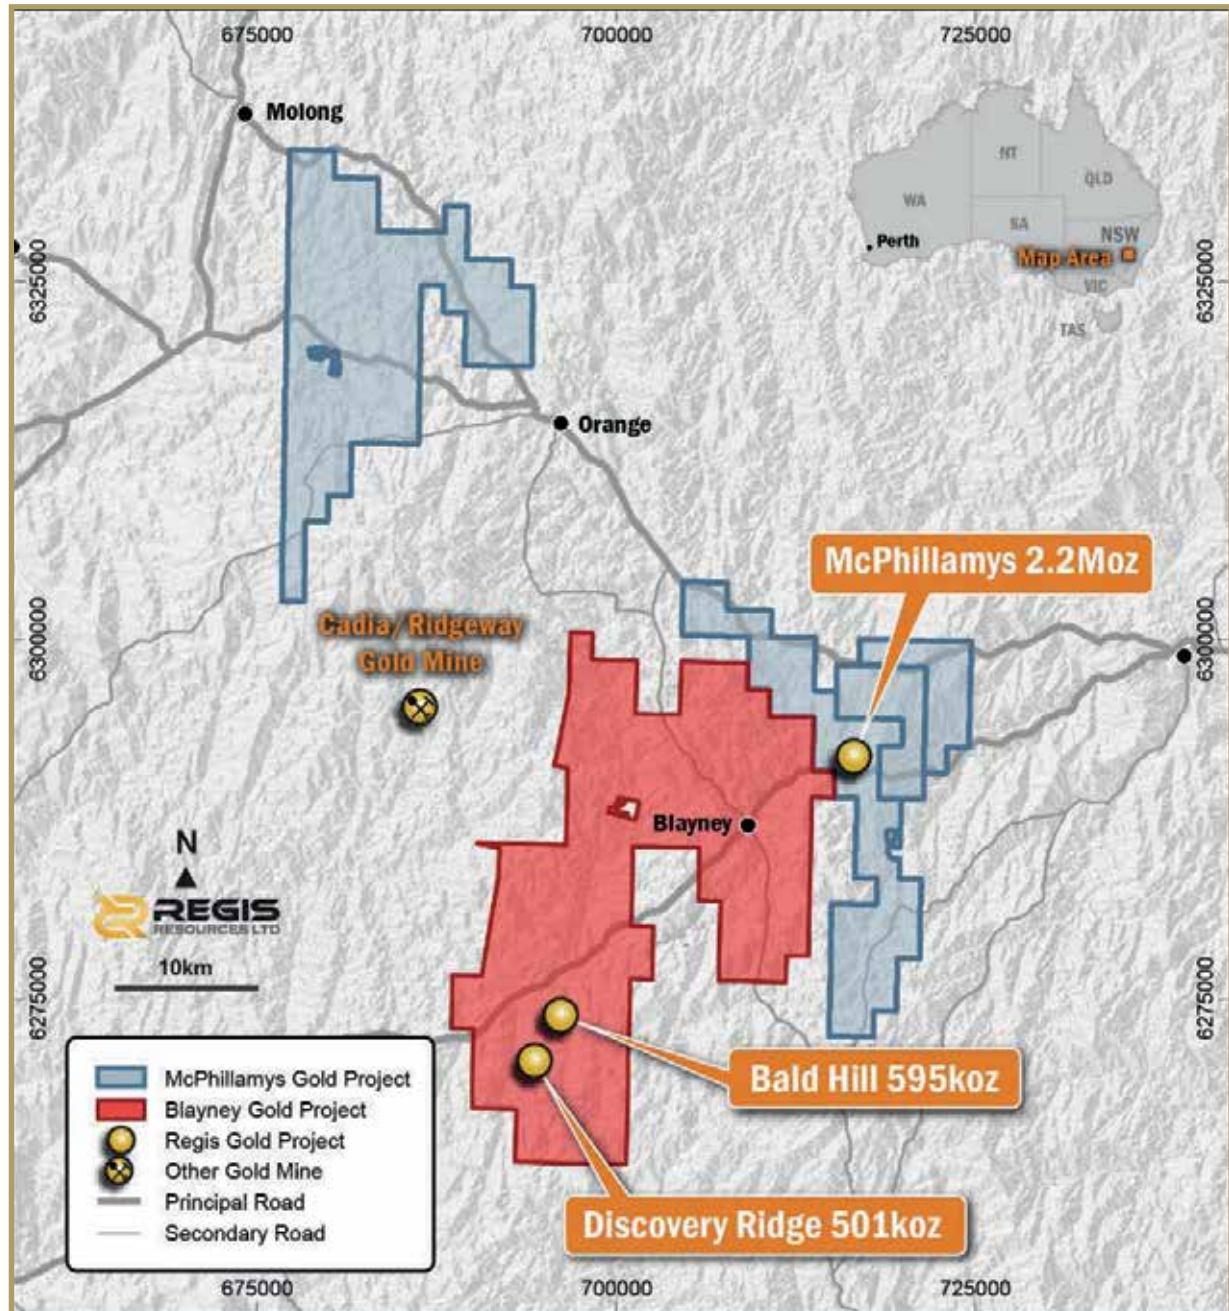 675000
700000
725000
Molong
NT
QLD
WA
SA
NSW
Perth
Map Area
VIC
TAS
6325000
6325000
Orange
McPhillamys 2.2Moz
Cadia/Ridgeway
Gold Mine
6300000
6300000
Blayney
N
REGIS
RESOURCES LTD
10km
6275000
6275000
McPhillamys Gold Project
Blayney Gold Project
Regis Gold Project
Other Gold Mine
Principal Road
Secondary Road
Bald Hill 595koz
Discovery Ridge 501koz
675000
700000
725000